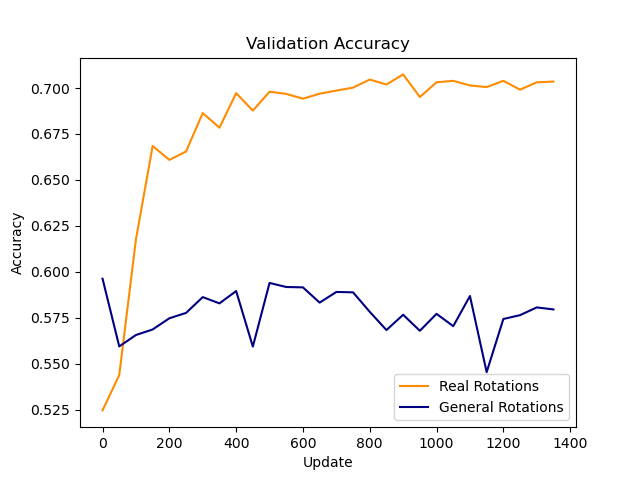 Validation Accuracy
Accuracy
0.700
0.675
0.650
0.625
0.600
0.575
0.550
0.525
0 200 400 600 800 1000 1200 1400
Update
Real Rotations
General Rotations